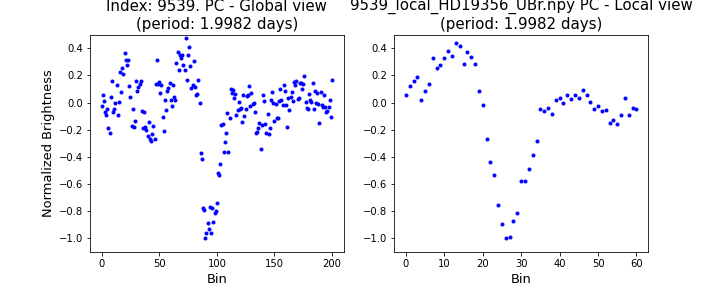 Index: 9539. PC - Global view
(period: 1.9982 days)
9539_local_HD19356_UBr.npy PC - Local view
(period: 1.9982 days)
Normalized Brightness
0.4
0.2
0.0
−0.2
−0.4
−0.6
−0.8
−1.0
0 50 100 150 200
Bin
0.4
0.2
0.0
−0.2
−0.4
−0.6
−0.8
−1.0
0 20 40 60
Bin